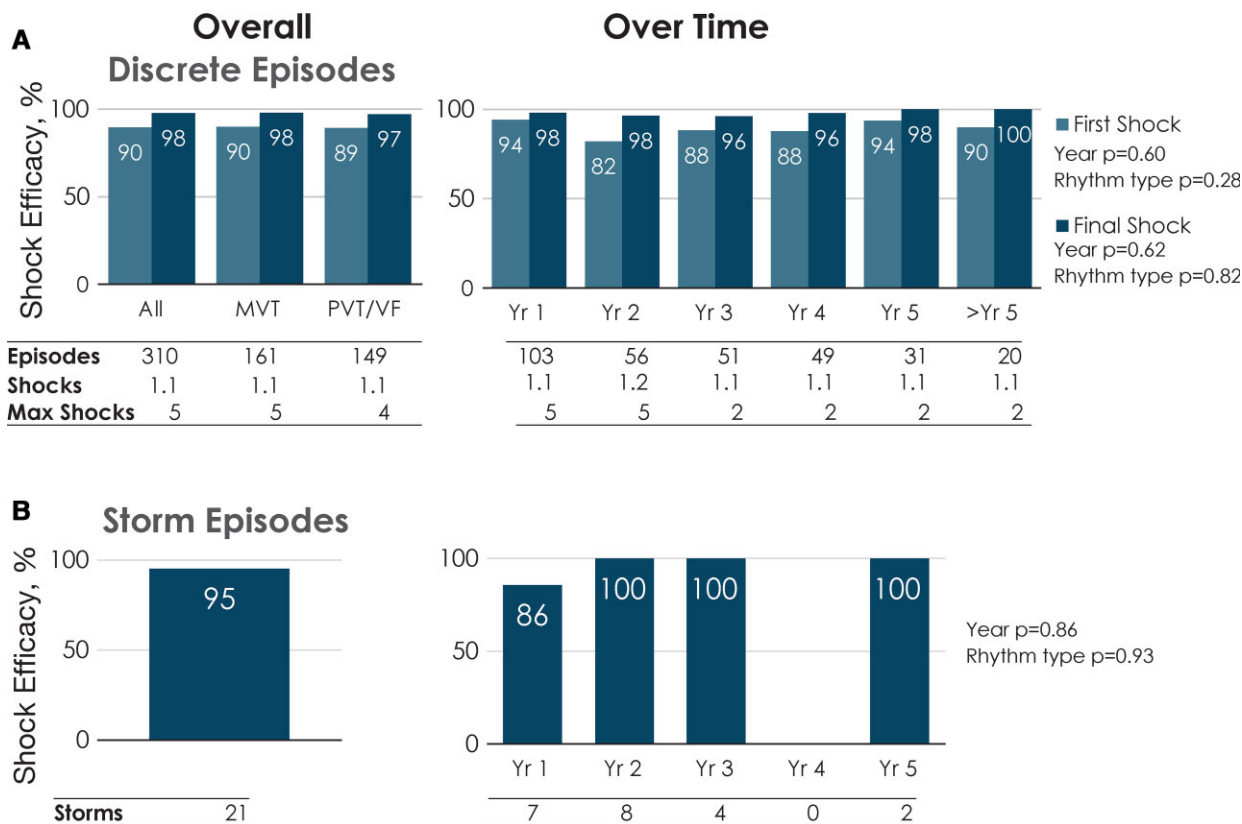 Overall Over Time
A
Discrete Episodes
Shock Efficacy, %
100
50
0
90 98 90 98 89 97
All MVT PVT/VF
100
50
0
94 98 82 98 88 96 88 96 94 98 90 100
Yr 1 Yr 2 Yr 3 Yr 4 Yr 5 >Yr 5
First Shock
Year p=0.60
Rhythm type p=0.28
Final Shock
Year p=0.62
Rhythm type p=0.82
Episodes 310 161 149 103 56 51 49 31 20
Shocks 1.1 1.1 1.1 1.1 1.2 1.1 1.1 1.1 1.1
Max Shocks 5 5 4 5 5 2 2 2 2
B
Storm Episodes
Shock Efficacy, %
100
50
0
95
100
50
0
86 100 100 100
Yr 1 Yr 2 Yr 3 Yr 4 Yr 5
Year p=0.86
Rhythm type p=0.93
Storms 21 7 8 4 0 2